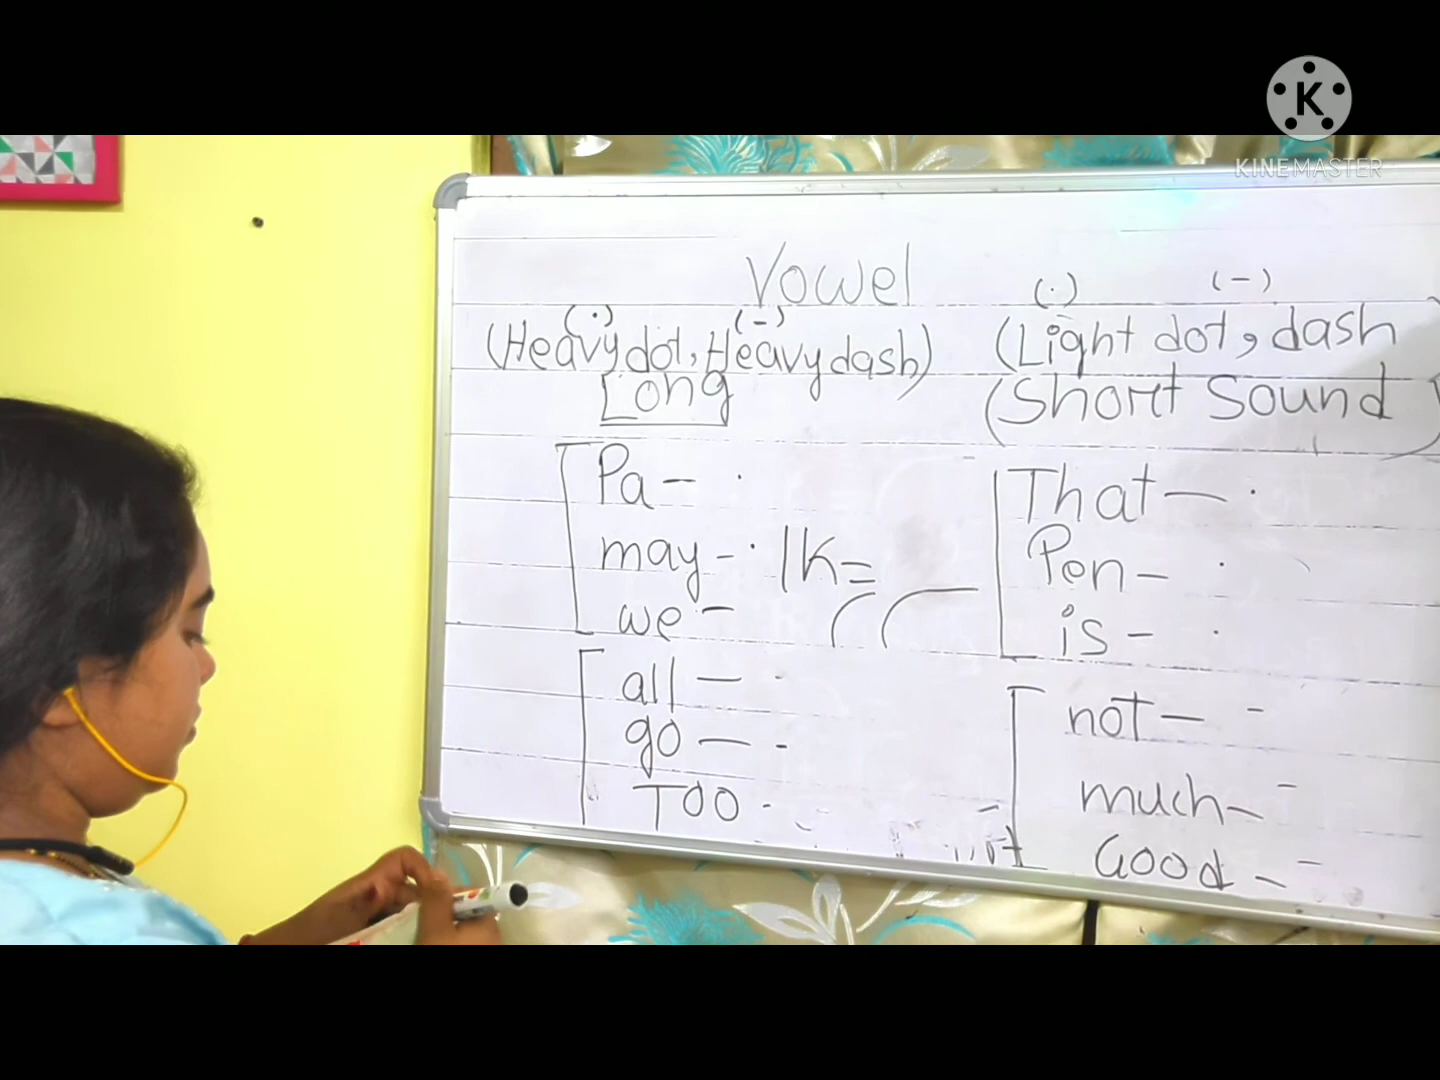 K
KINEMASTER
Vowel
(·) (-)
(Heavy dot, Heavy dash)
Long
(·) (-)
(Light dot, dash
(Short Sound)
Pa - ·
may - · | K =
we -
all - -
go - -
Too -
That - ·
Pen - ·
is - ·
not - -
much - -
Good - -